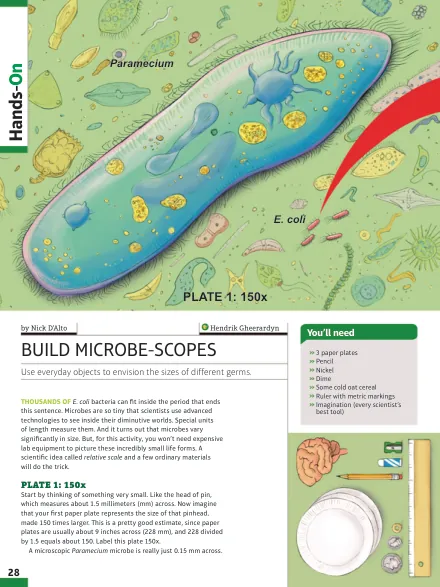 Hands-On
Paramecium
E. coli
PLATE 1: 150x
by Nick D'Alto
Hendrik Gheerardyn
BUILD MICROBE-SCOPES
Use everyday objects to envision the sizes of different germs.
THOUSANDS OF E. coli bacteria can fit inside the period that ends
this sentence. Microbes are so tiny that scientists use advanced
technologies to see inside their diminutive worlds. Special units
of length measure them. And it turns out that microbes vary
significantly in size. But, for this activity, you won't need expensive
lab equipment to picture these incredibly small life forms. A
scientific idea called relative scale and a few ordinary materials
will do the trick.
PLATE 1: 150x
Start by thinking of something very small. Like the head of pin,
which measures about 1.5 millimeters (mm) across. Now imagine
that your first paper plate represents the size of that pinhead,
made 150 times larger. This is a pretty good estimate, since paper
plates are usually about 9 inches across (228 mm), and 228 divided
by 1.5 equals about 150. Label this plate 150x.
A microscopic Paramecium microbe is really just 0.15 mm across.
You'll need
» 3 paper plates
» Pencil
» Nickel
» Dime
» Some cold oat cereal
» Ruler with metric markings
» Imagination (every scientist's
best tool)
28